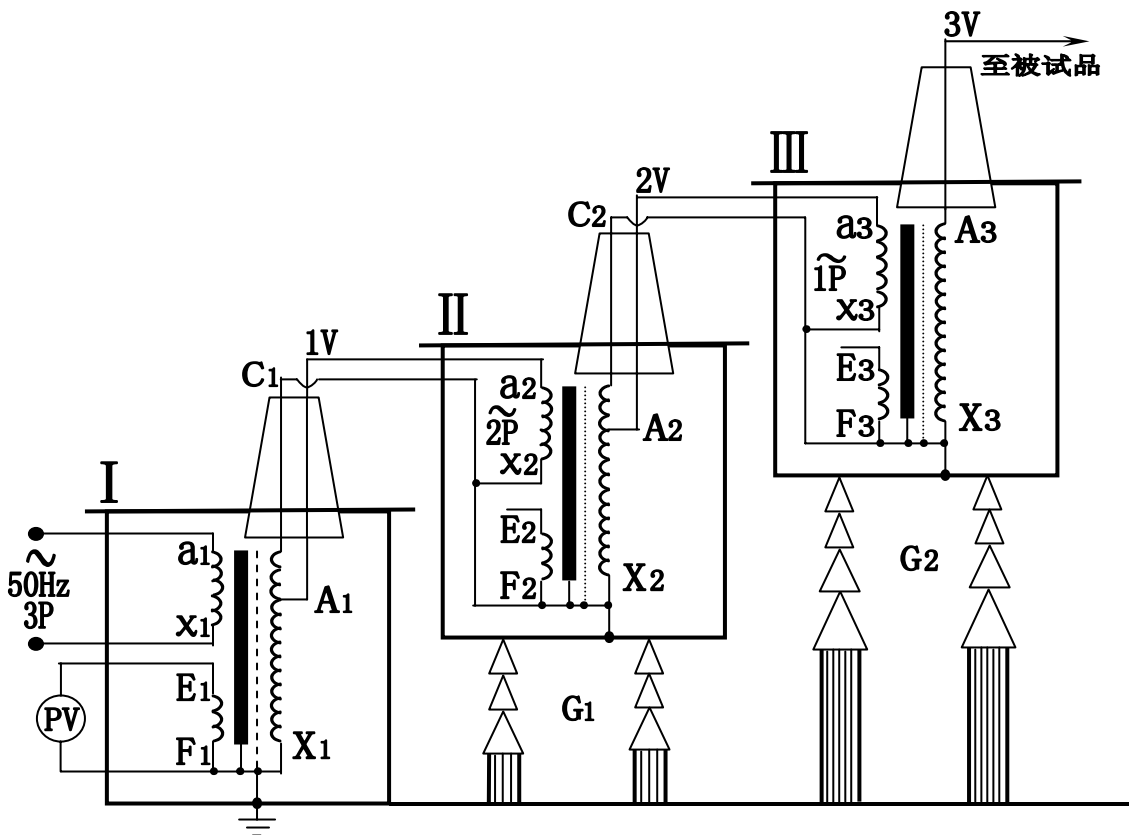 3V
至被试品
III
2V
C2
a3
A3
1P
x3
E3
F3
X3
G2
II
1V
C1
a2
A2
2P
x2
E2
F2
X2
G1
I
a1
A1
50Hz
3P
x1
E1
PV
F1
X1